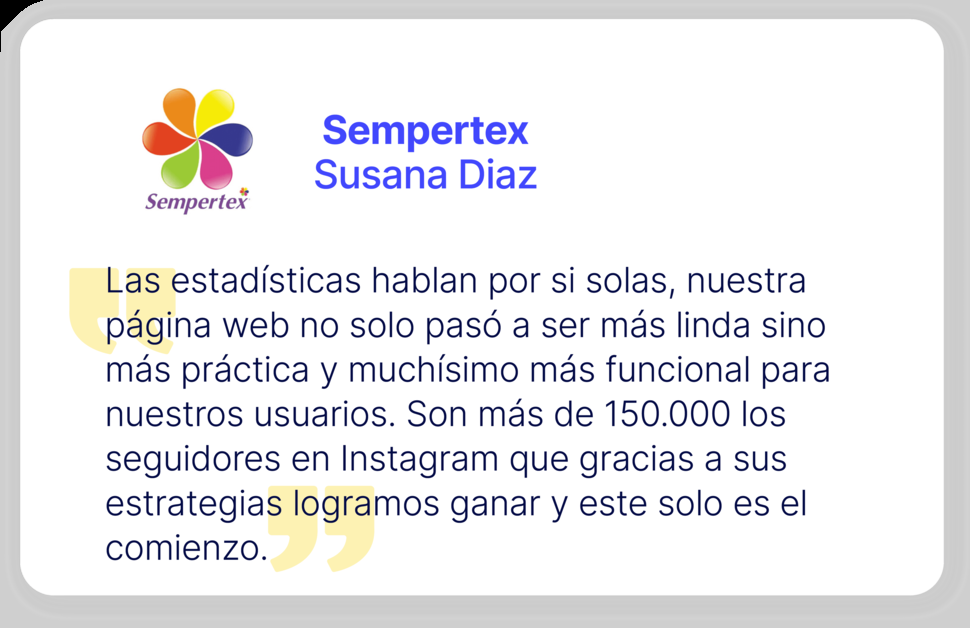 Sempertex
Sempertex
Susana Diaz
Las estadísticas hablan por si solas, nuestra
página web no solo pasó a ser más linda sino
más práctica y muchísimo más funcional para
nuestros usuarios. Son más de 150.000 los
seguidores en Instagram que gracias a sus
estrategias logramos ganar y este solo es el
comienzo.